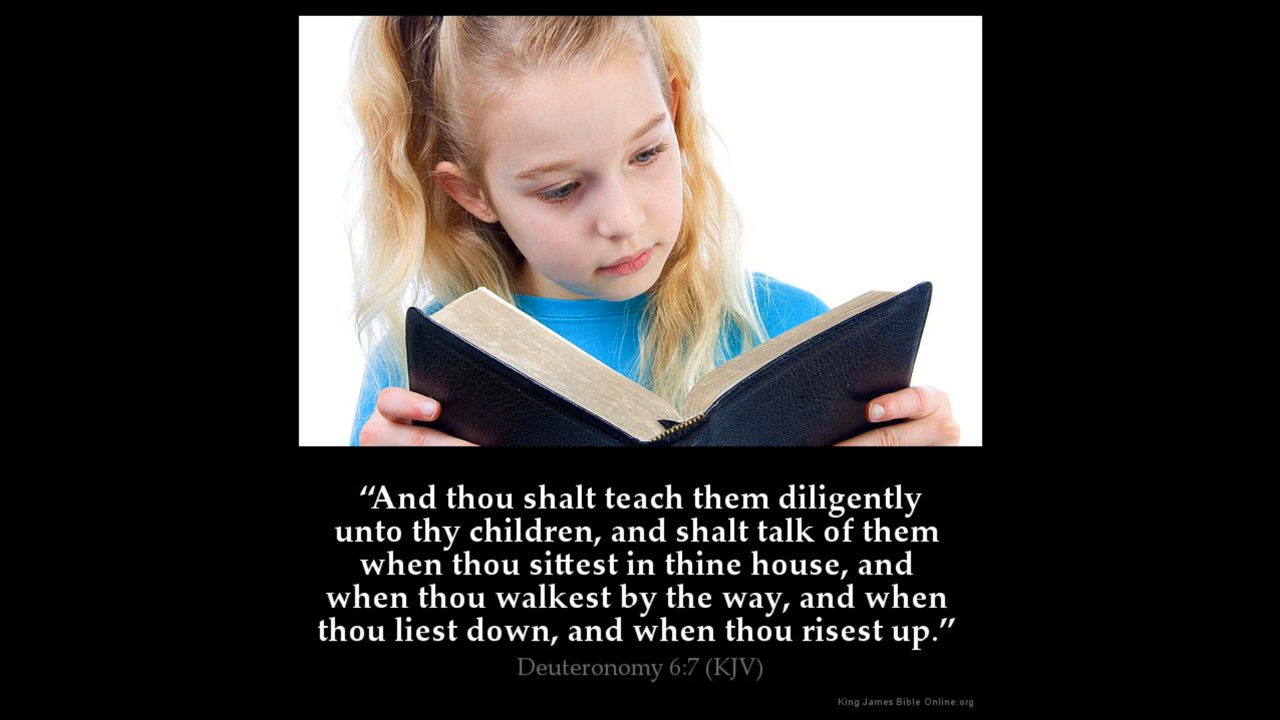 “And thou shalt teach them diligently
unto thy children, and shalt talk of them
when thou sittest in thine house, and
when thou walkest by the way, and when
thou liest down, and when thou risest up.”
Deuteronomy 6:7 (KJV)
King James Bible Online.org